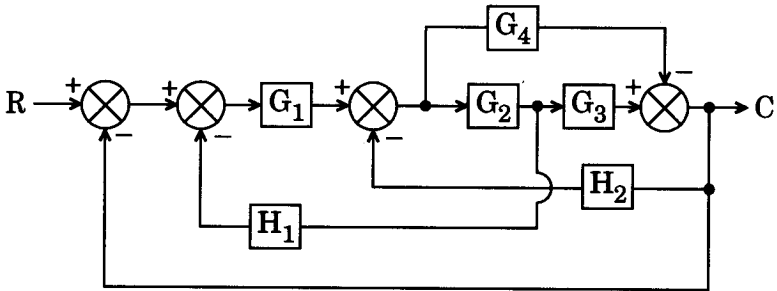 G₄
+ + + + −
R G₁ G₂ G₃ C
− − −
H₂
H₁